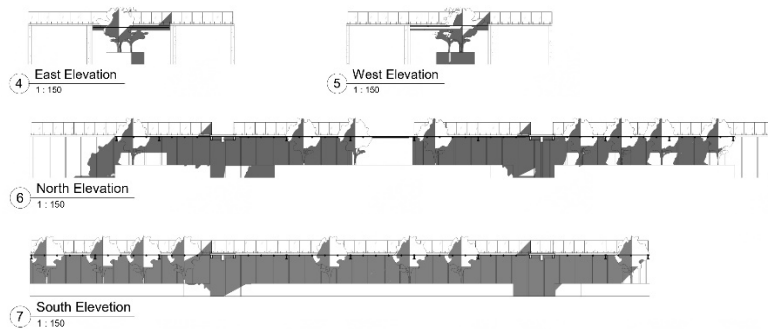 4 East Elevation
1 : 150
5 West Elevation
1 : 150
6 North Elevation
1 : 150
7 South Elevetion
1 : 150